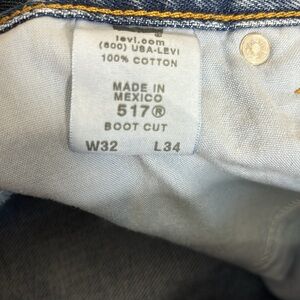 levi.com
(800) USA-LEVI
100% COTTON
MADE IN
MEXICO
517®
BOOT CUT
W32 L34